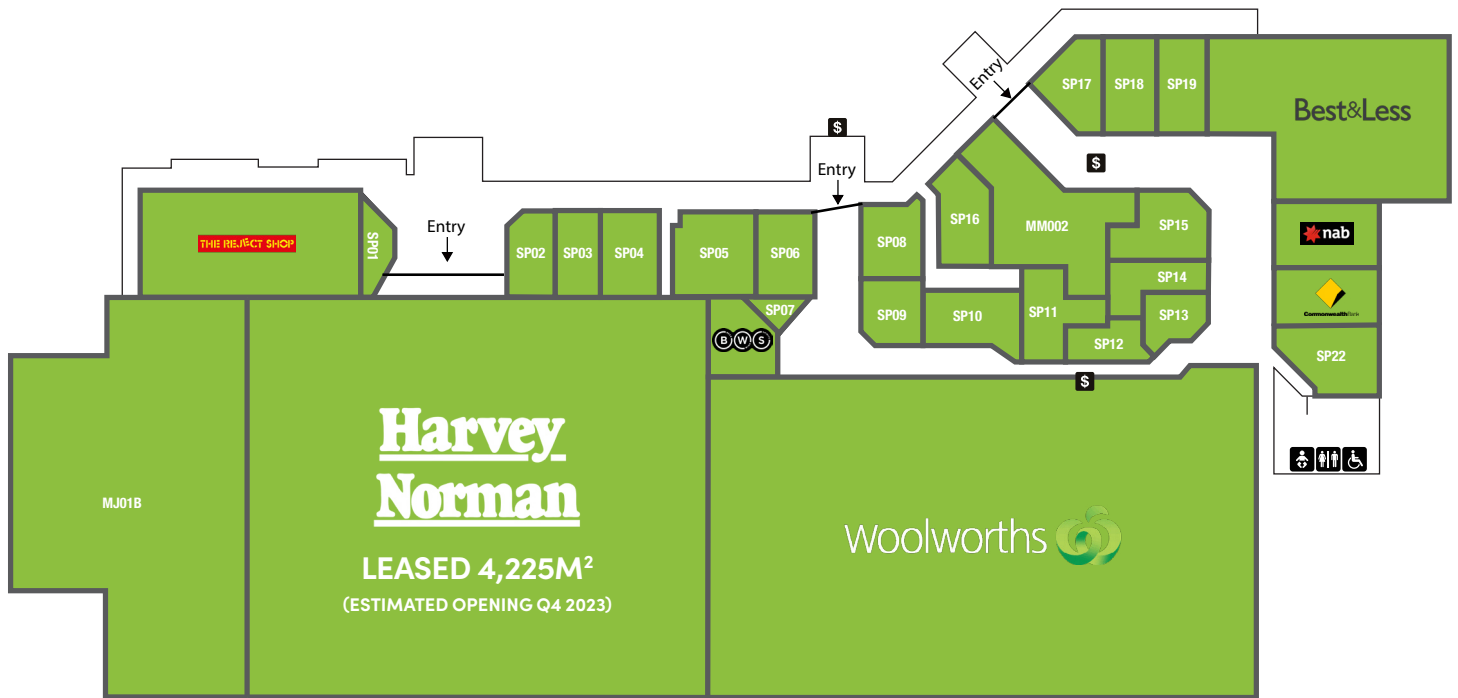 Entry
SP17
SP18
SP19
Best&Less
$
$
THE REJECT SHOP
SP01
Entry
SP02
SP03
SP04
SP05
SP06
Entry
SP08
SP16
MM002
SP15
nab
SP07
SP09
SP10
SP11
SP14
SP13
SP12
CommonwealthBank
SP22
BWS
$
Harvey
Norman
LEASED 4,225M²
(ESTIMATED OPENING Q4 2023)
MJ01B
Woolworths